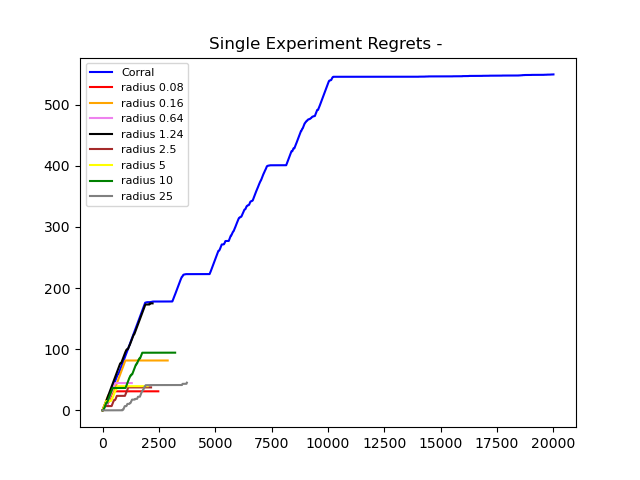 Single Experiment Regrets -
Corral
radius 0.08
radius 0.16
radius 0.64
radius 1.24
radius 2.5
radius 5
radius 10
radius 25
500
400
300
200
100
0
0 2500 5000 7500 10000 12500 15000 17500 20000